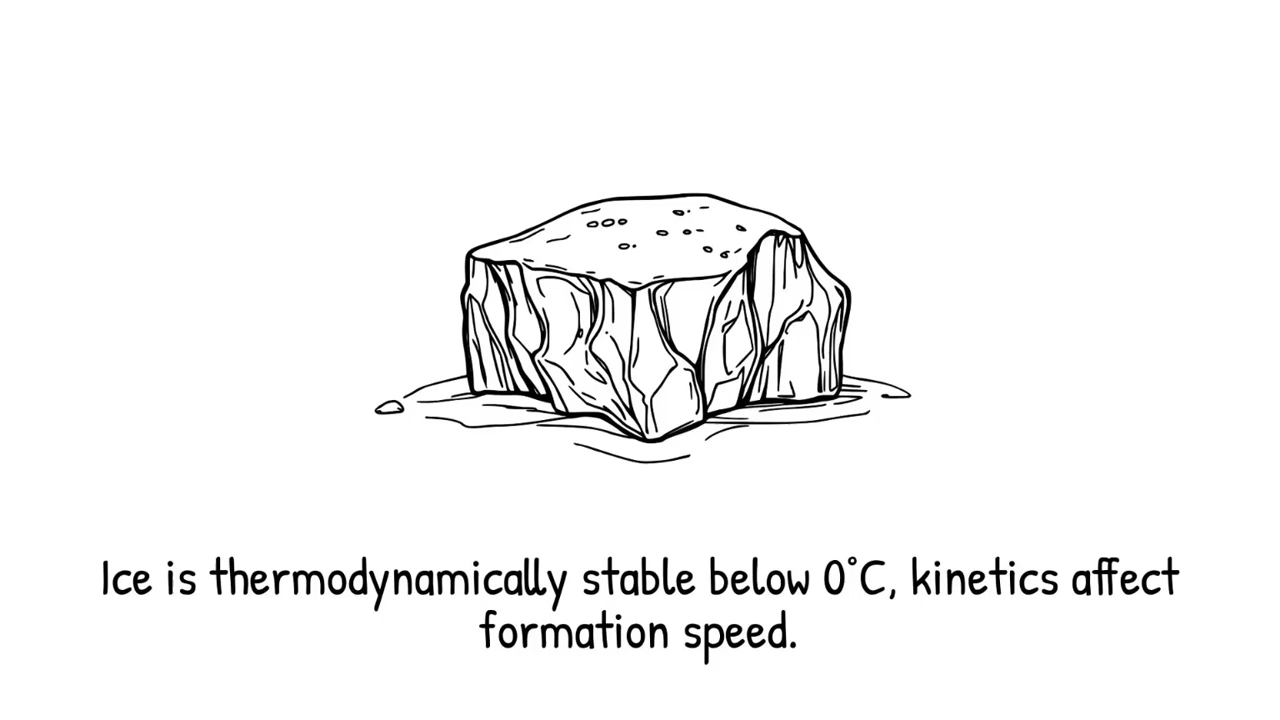 Ice is thermodynamically stable below 0°C, kinetics affect
formation speed.